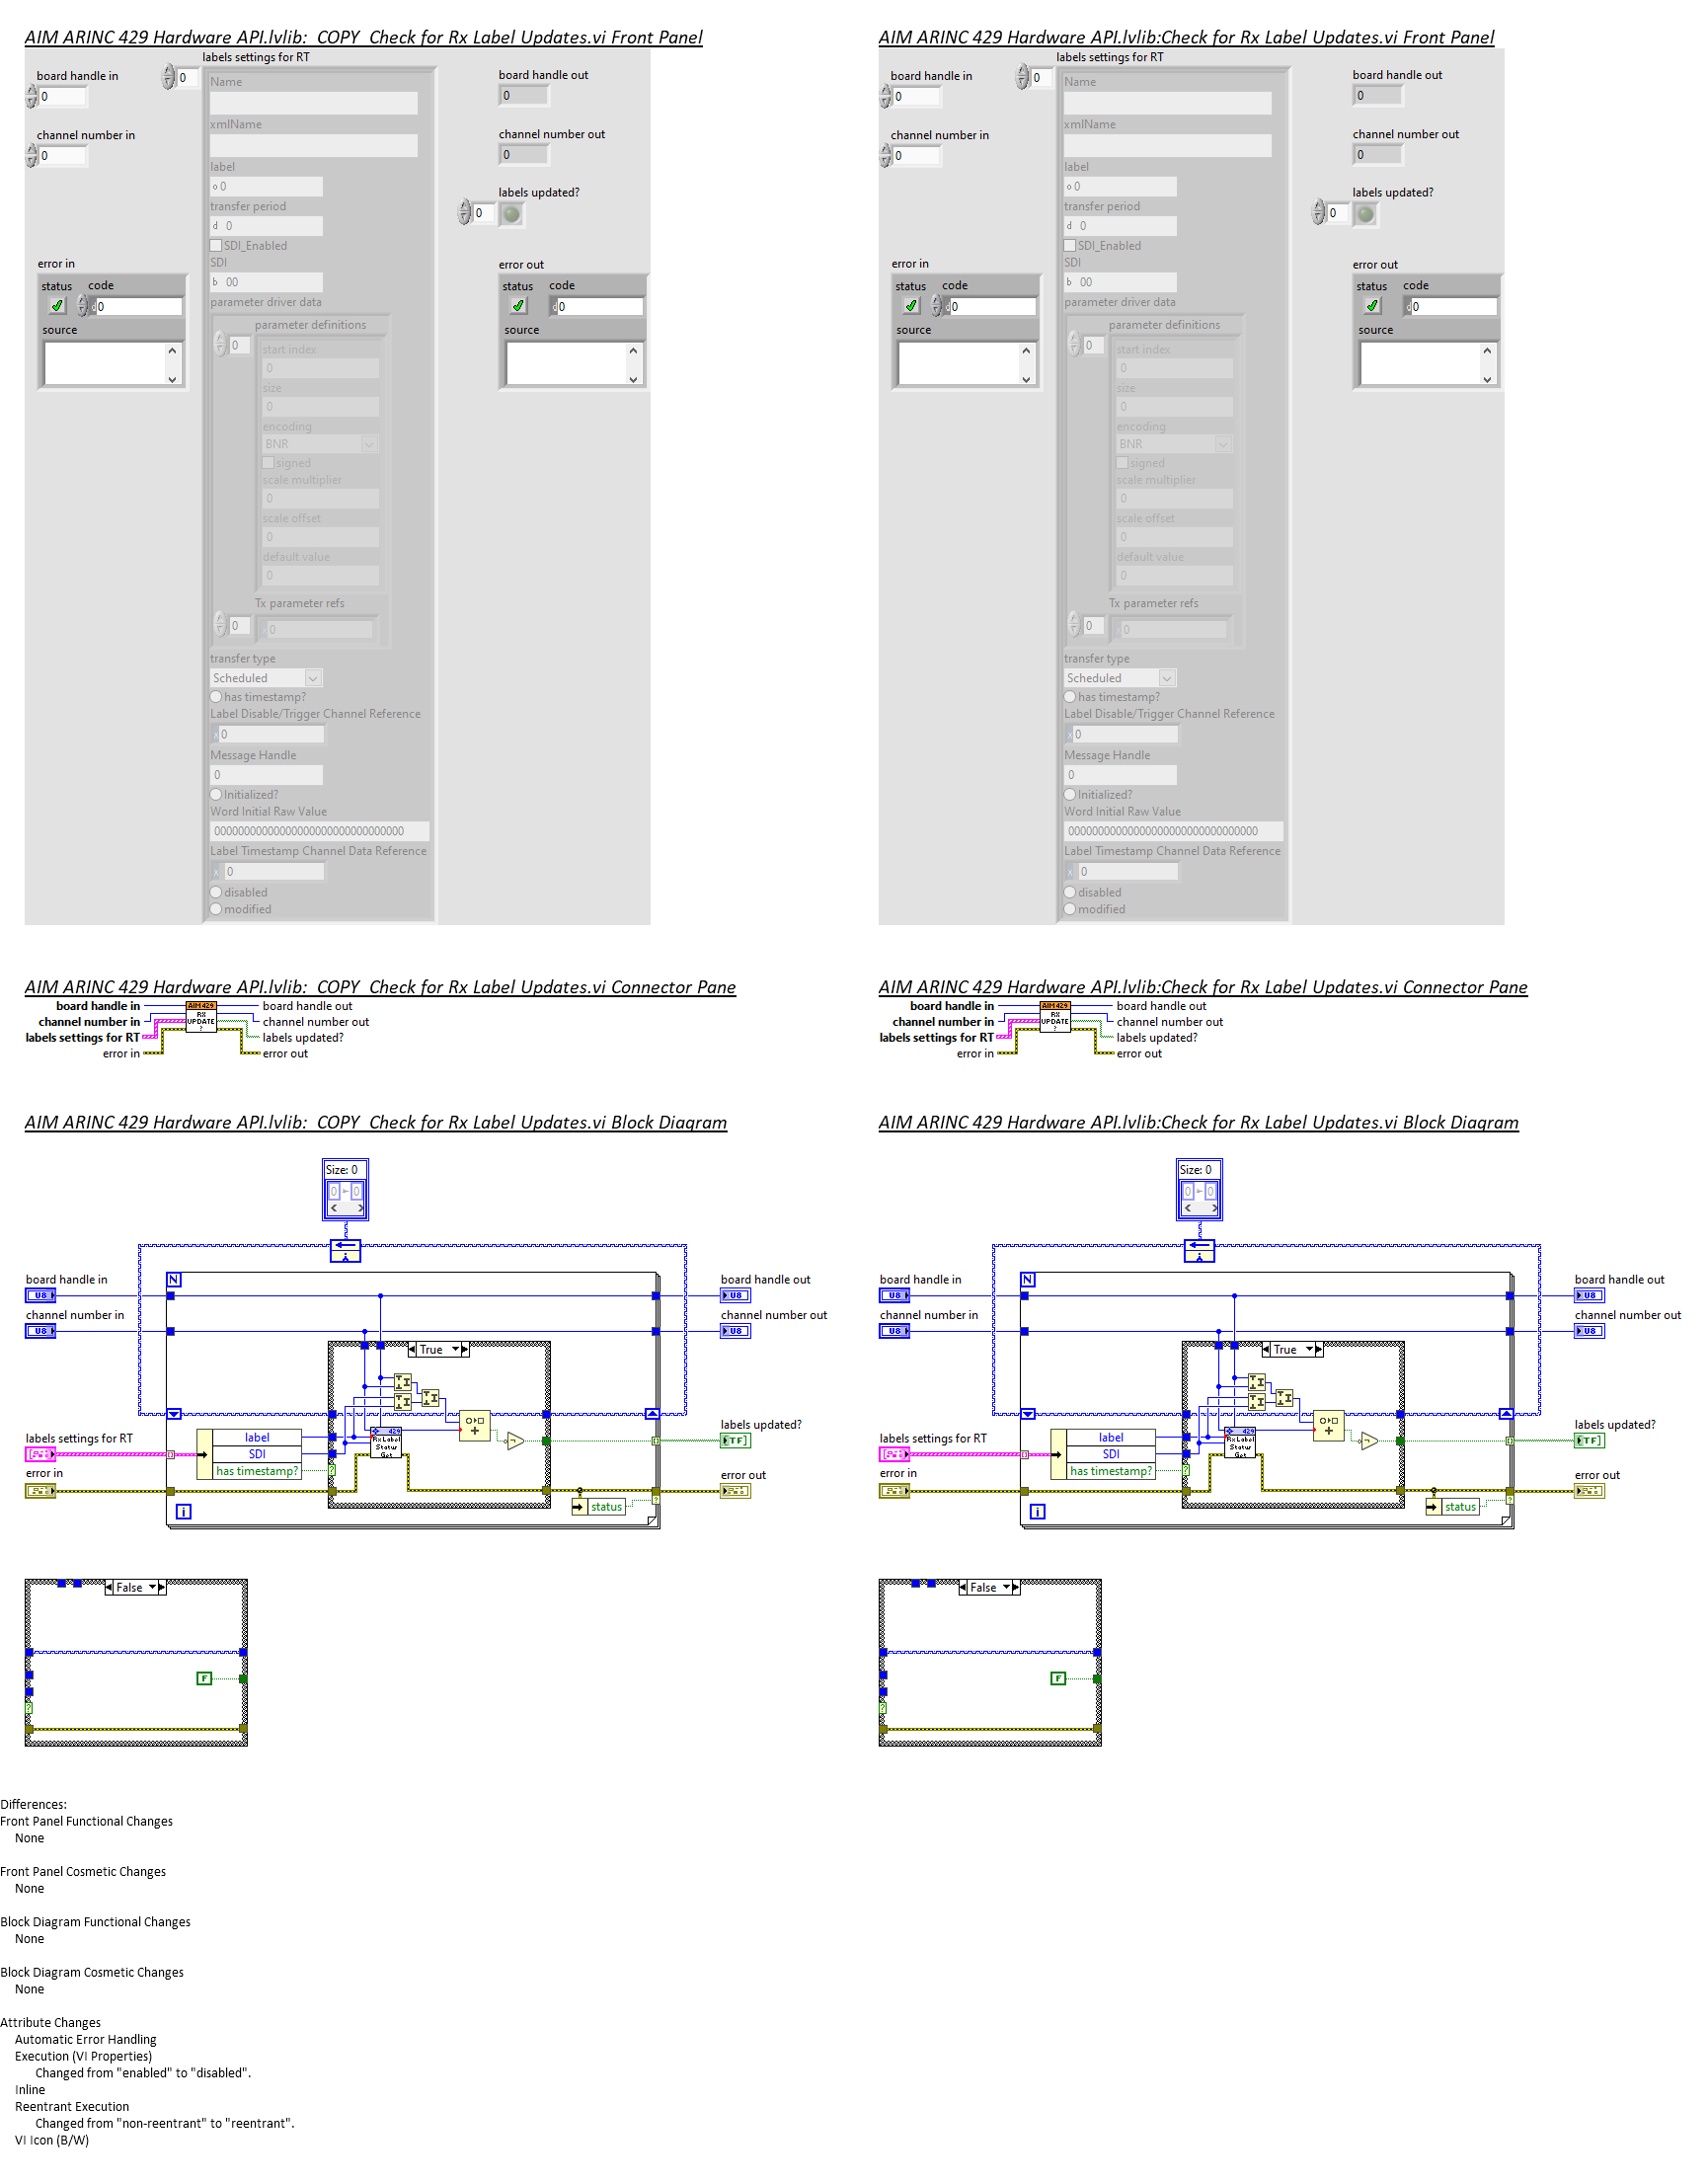 AIM ARINC 429 Hardware API.lvlib:  COPY  Check for Rx Label Updates.vi Front Panel
labels settings for RT
board handle in
0
0
channel number in
0
Name
xmlName
label
o 0
transfer period
d 0
SDI_Enabled
SDI
b 00
parameter driver data
parameter definitions
0
start index
0
size
0
encoding
BNR
signed
scale multiplier
0
scale offset
0
default value
0
Tx parameter refs
0
0
transfer type
Scheduled
has timestamp?
Label Disable/Trigger Channel Reference
x 0
Message Handle
0
Initialized?
Word Initial Raw Value
00000000000000000000000000000000
Label Timestamp Channel Data Reference
x 0
disabled
modified
board handle out
0
channel number out
0
labels updated?
0
error in
status code
d0
source
error out
status code
d0
source
AIM ARINC 429 Hardware API.lvlib:Check for Rx Label Updates.vi Front Panel
labels settings for RT
board handle in
0
0
channel number in
0
Name
xmlName
label
o 0
transfer period
d 0
SDI_Enabled
SDI
b 00
parameter driver data
parameter definitions
0
start index
0
size
0
encoding
BNR
signed
scale multiplier
0
scale offset
0
default value
0
Tx parameter refs
0
0
transfer type
Scheduled
has timestamp?
Label Disable/Trigger Channel Reference
x 0
Message Handle
0
Initialized?
Word Initial Raw Value
00000000000000000000000000000000
Label Timestamp Channel Data Reference
x 0
disabled
modified
board handle out
0
channel number out
0
labels updated?
0
error in
status code
d0
source
error out
status code
d0
source
AIM ARINC 429 Hardware API.lvlib:  COPY  Check for Rx Label Updates.vi Connector Pane
board handle in
channel number in
labels settings for RT
error in
AIM 429
RX
UPDATE
?
board handle out
channel number out
labels updated?
error out
AIM ARINC 429 Hardware API.lvlib:Check for Rx Label Updates.vi Connector Pane
board handle in
channel number in
labels settings for RT
error in
AIM 429
RX
UPDATE
?
board handle out
channel number out
labels updated?
error out
AIM ARINC 429 Hardware API.lvlib:  COPY  Check for Rx Label Updates.vi Block Diagram
Size: 0
0 0
board handle in
U8
channel number in
U8
N
True
labels settings for RT
label
SDI
has timestamp?
429
Rx Label
Status
Get
error in
status
i
board handle out
U8
channel number out
U8
labels updated?
TF
error out
False
F
AIM ARINC 429 Hardware API.lvlib:Check for Rx Label Updates.vi Block Diagram
Size: 0
0 0
board handle in
U8
channel number in
U8
N
True
labels settings for RT
label
SDI
has timestamp?
429
Rx Label
Status
Get
error in
status
i
board handle out
U8
channel number out
U8
labels updated?
TF
error out
False
F
Differences:
Front Panel Functional Changes
None
Front Panel Cosmetic Changes
None
Block Diagram Functional Changes
None
Block Diagram Cosmetic Changes
None
Attribute Changes
Automatic Error Handling
Execution (VI Properties)
Changed from "enabled" to "disabled".
Inline
Reentrant Execution
Changed from "non-reentrant" to "reentrant".
VI Icon (B/W)